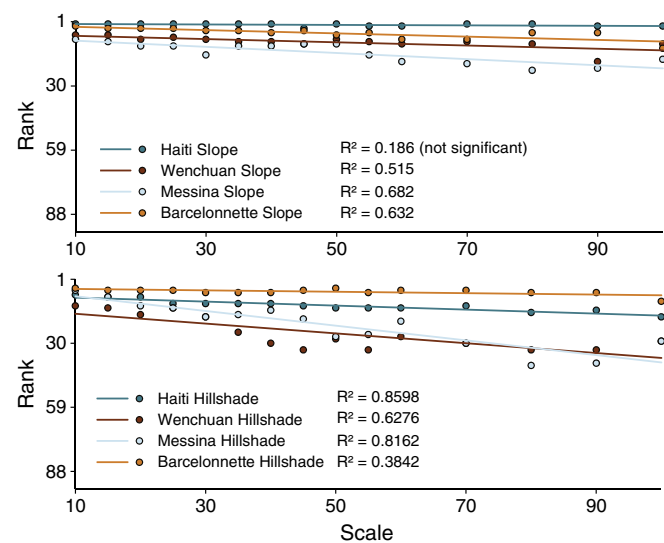 1
30
59
88
Rank
Haiti Slope R² = 0.186 (not significant)
Wenchuan Slope R² = 0.515
Messina Slope R² = 0.682
Barcelonnette Slope R² = 0.632
10 30 50 70 90
1
30
59
88
Rank
Haiti Hillshade R² = 0.8598
Wenchuan Hillshade R² = 0.6276
Messina Hillshade R² = 0.8162
Barcelonnette Hillshade R² = 0.3842
10 30 50 70 90
Scale